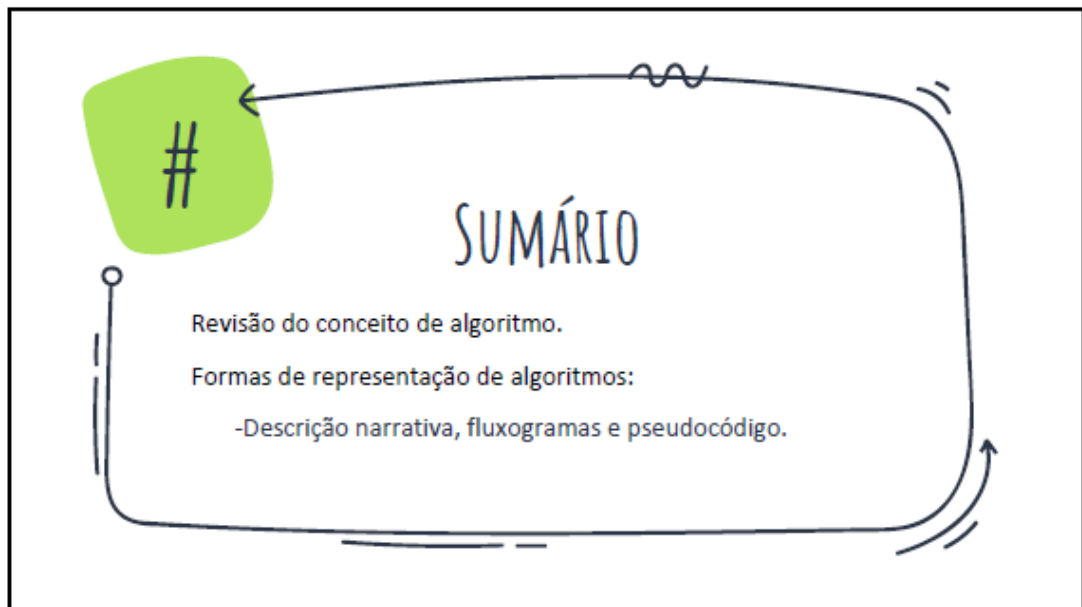 #
SUMÁRIO
Revisão do conceito de algoritmo.
Formas de representação de algoritmos:
-Descrição narrativa, fluxogramas e pseudocódigo.